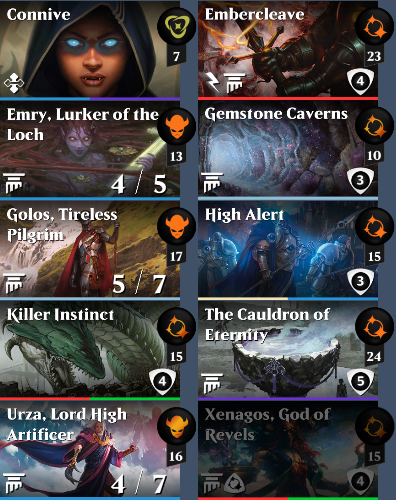 Connive
7
Emry, Lurker of the
Loch
13
4 / 5
Golos, Tireless
Pilgrim
17
5 / 7
Killer Instinct
15
4
Urza, Lord High
Artificer
16
4 / 7
Embercleave
23
4
Gemstone Caverns
10
3
High Alert
15
3
The Cauldron of
Eternity
24
5
Xenagos, God of
Revels
15
4